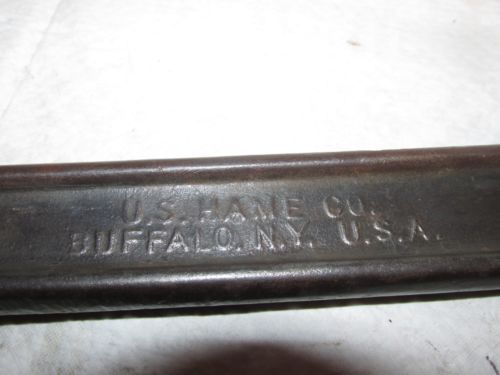 U.S. HAME CO.
BUFFALO, N.Y. U.S.A.